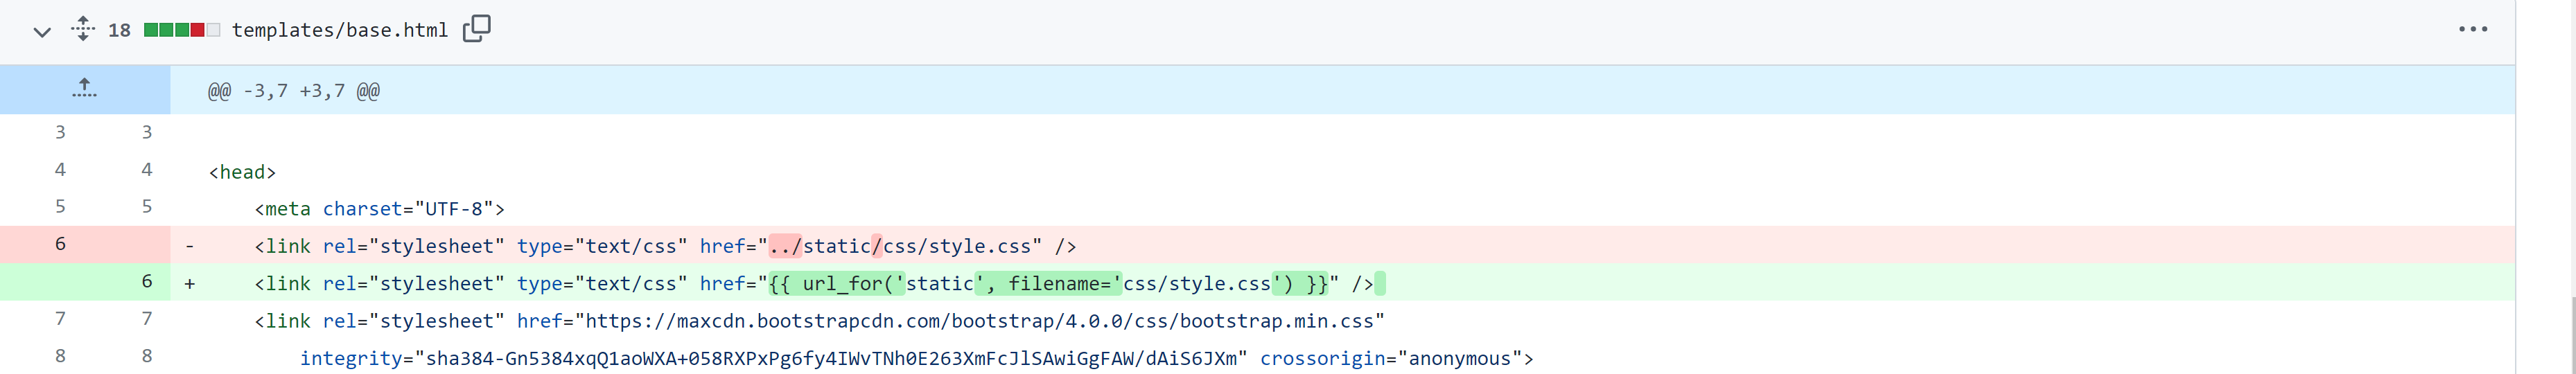 18 templates/base.html
@@ -3,7 +3,7 @@
3 3
4 4 <head>
5 5 <meta charset="UTF-8">
6 - <link rel="stylesheet" type="text/css" href="../static/css/style.css" />
6 + <link rel="stylesheet" type="text/css" href="{{ url_for('static', filename='css/style.css') }}" />
7 7 <link rel="stylesheet" href="https://maxcdn.bootstrapcdn.com/bootstrap/4.0.0/css/bootstrap.min.css"
8 8 integrity="sha384-Gn5384xqQ1aoWXA+058RXPxPg6fy4IWvTNh0E263XmFcJlSAwiGgFAW/dAiS6JXm" crossorigin="anonymous">